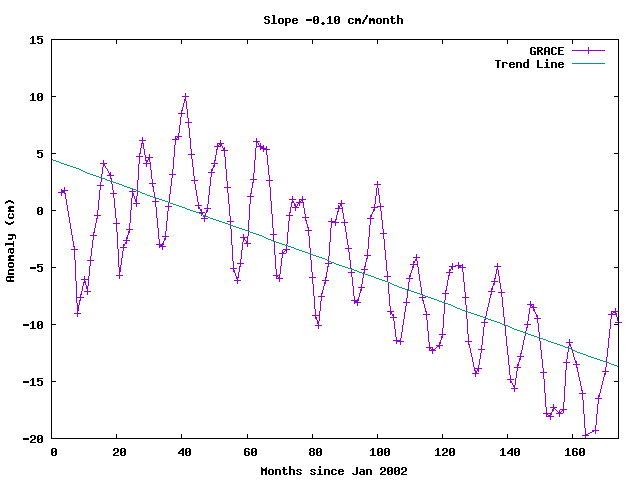 Slope -0.10 cm/month
GRACE
Trend Line
15
10
5
0
-5
-10
-15
-20
Anomaly (cm)
0 20 40 60 80 100 120 140 160
Months since Jan 2002